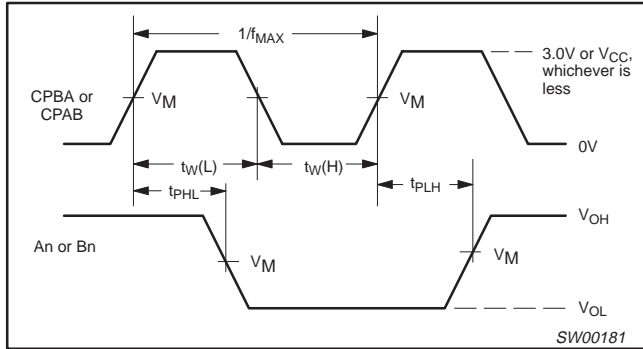 1/fMAX
3.0V or VCC,
whichever is
less
CPBA or
CPAB
VM
VM
0V
tW(L)
tW(H)
tPHL
tPLH
VOH
An or Bn
VM
VM
VOL
SW00181